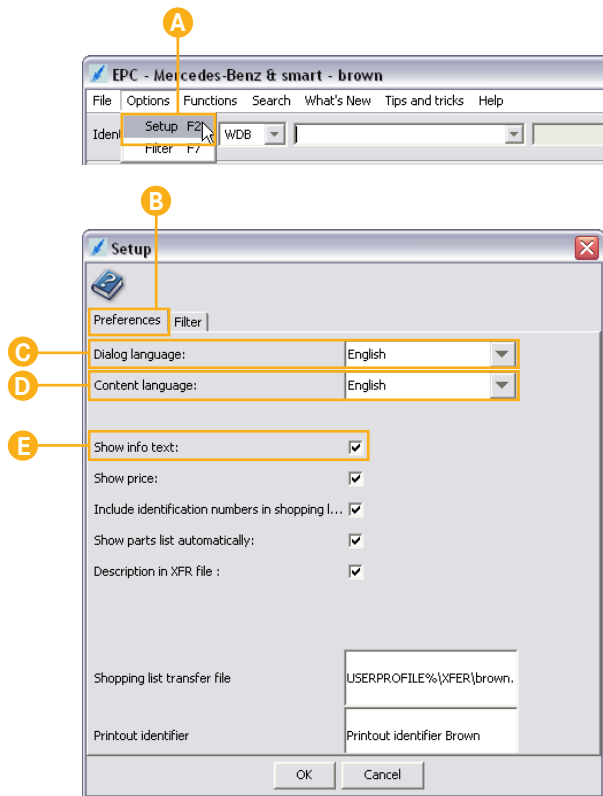 A
EPC - Mercedes-Benz & smart - brown
File Options Functions Search What's New Tips and tricks Help
Iden
Setup F2
WDB
Filter F7
B
Setup
Preferences Filter
C
Dialog language: English
D
Content language: English
E
Show info text:
Show price:
Include identification numbers in shopping l...
Show parts list automatically:
Description in XFR file :
Shopping list transfer file USERPROFILE%\XFER\brown.
Printout identifier Printout identifier Brown
OK Cancel